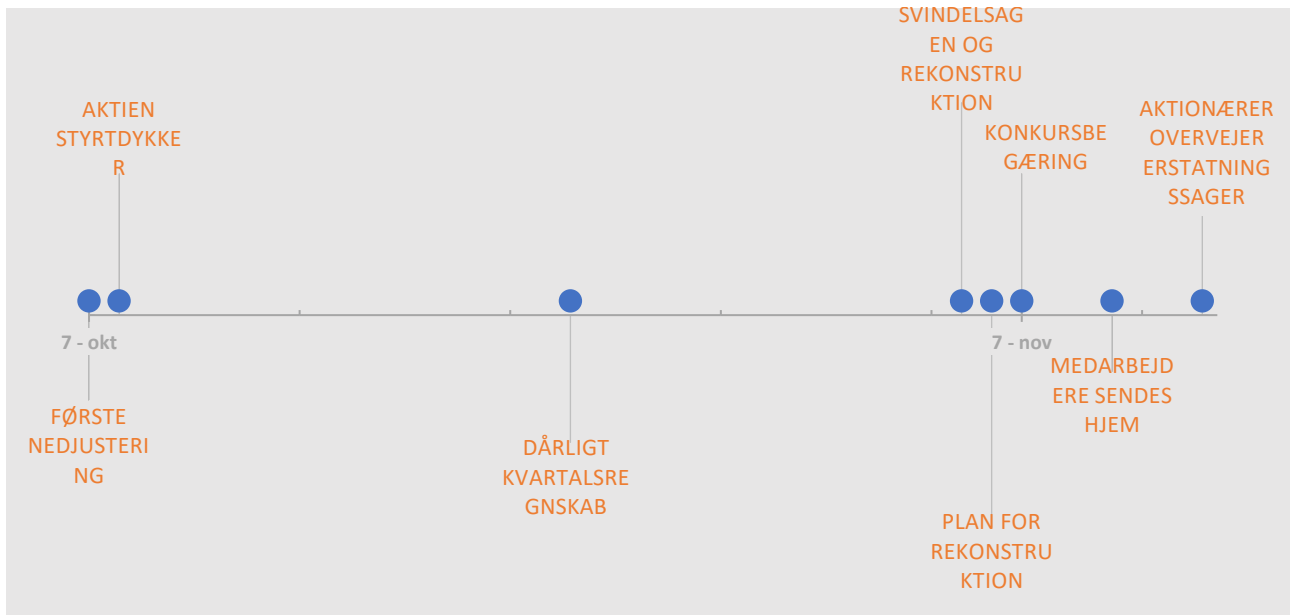 SVINDELSAG
EN OG
REKONSTRU
KTION
AKTIEN
STYRTDYKKE
R
KONKURSBE
GÆRING
AKTIONÆRER
OVERVEJER
ERSTATNING
SSAGER
7 - okt
7 - nov
FØRSTE
NEDJUSTERI
NG
DÅRLIGT
KVARTALSRE
GNSKAB
MEDARBEJD
ERE SENDES
HJEM
PLAN FOR
REKONSTRU
KTION